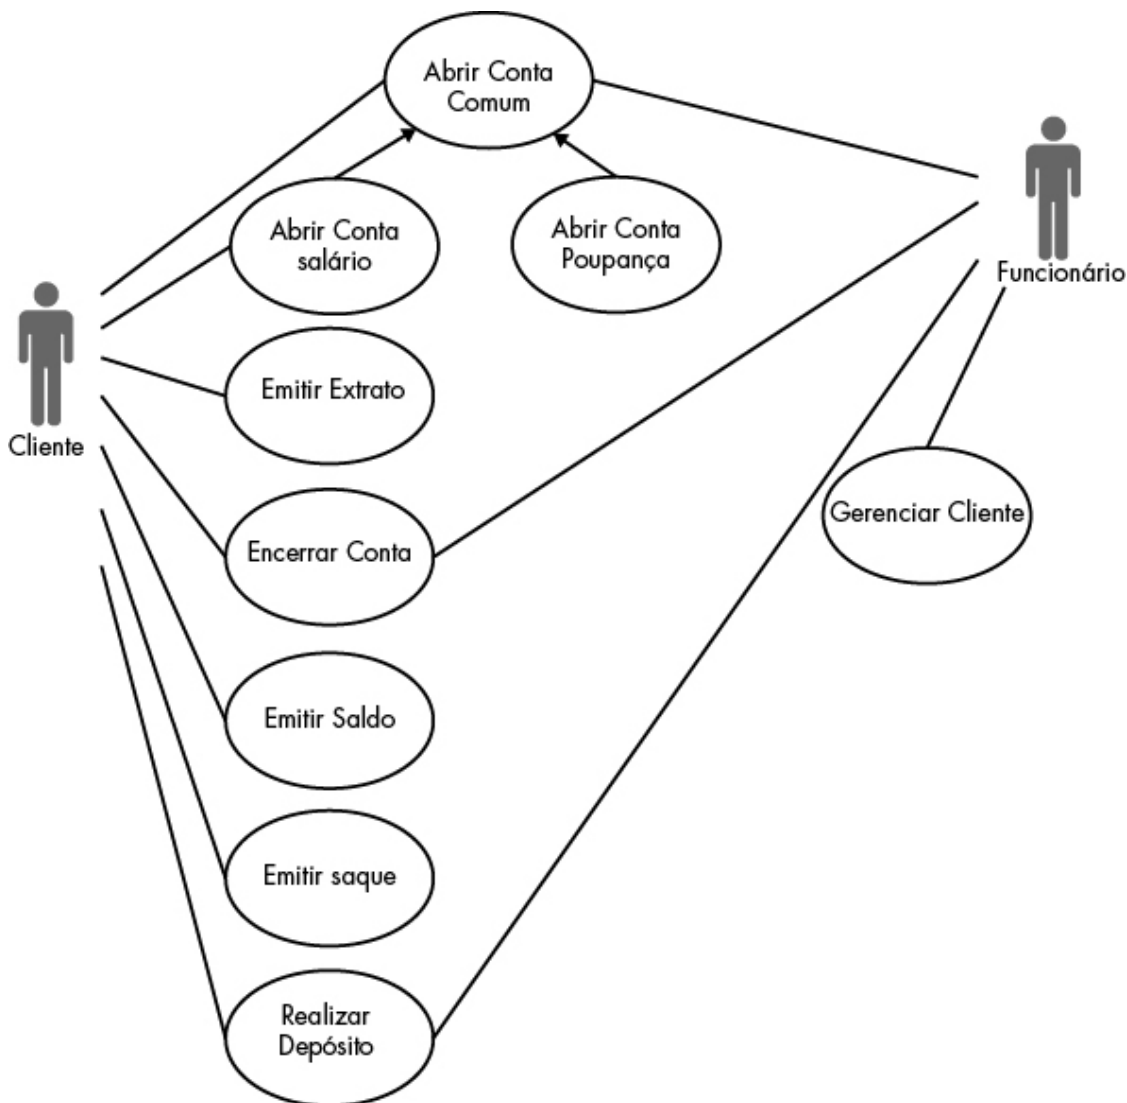 Abrir Conta
Comum
Abrir Conta
salário
Abrir Conta
Poupança
Funcionário
Emitir Extrato
Cliente
Gerenciar Cliente
Encerrar Conta
Emitir Saldo
Emitir saque
Realizar
Depósito